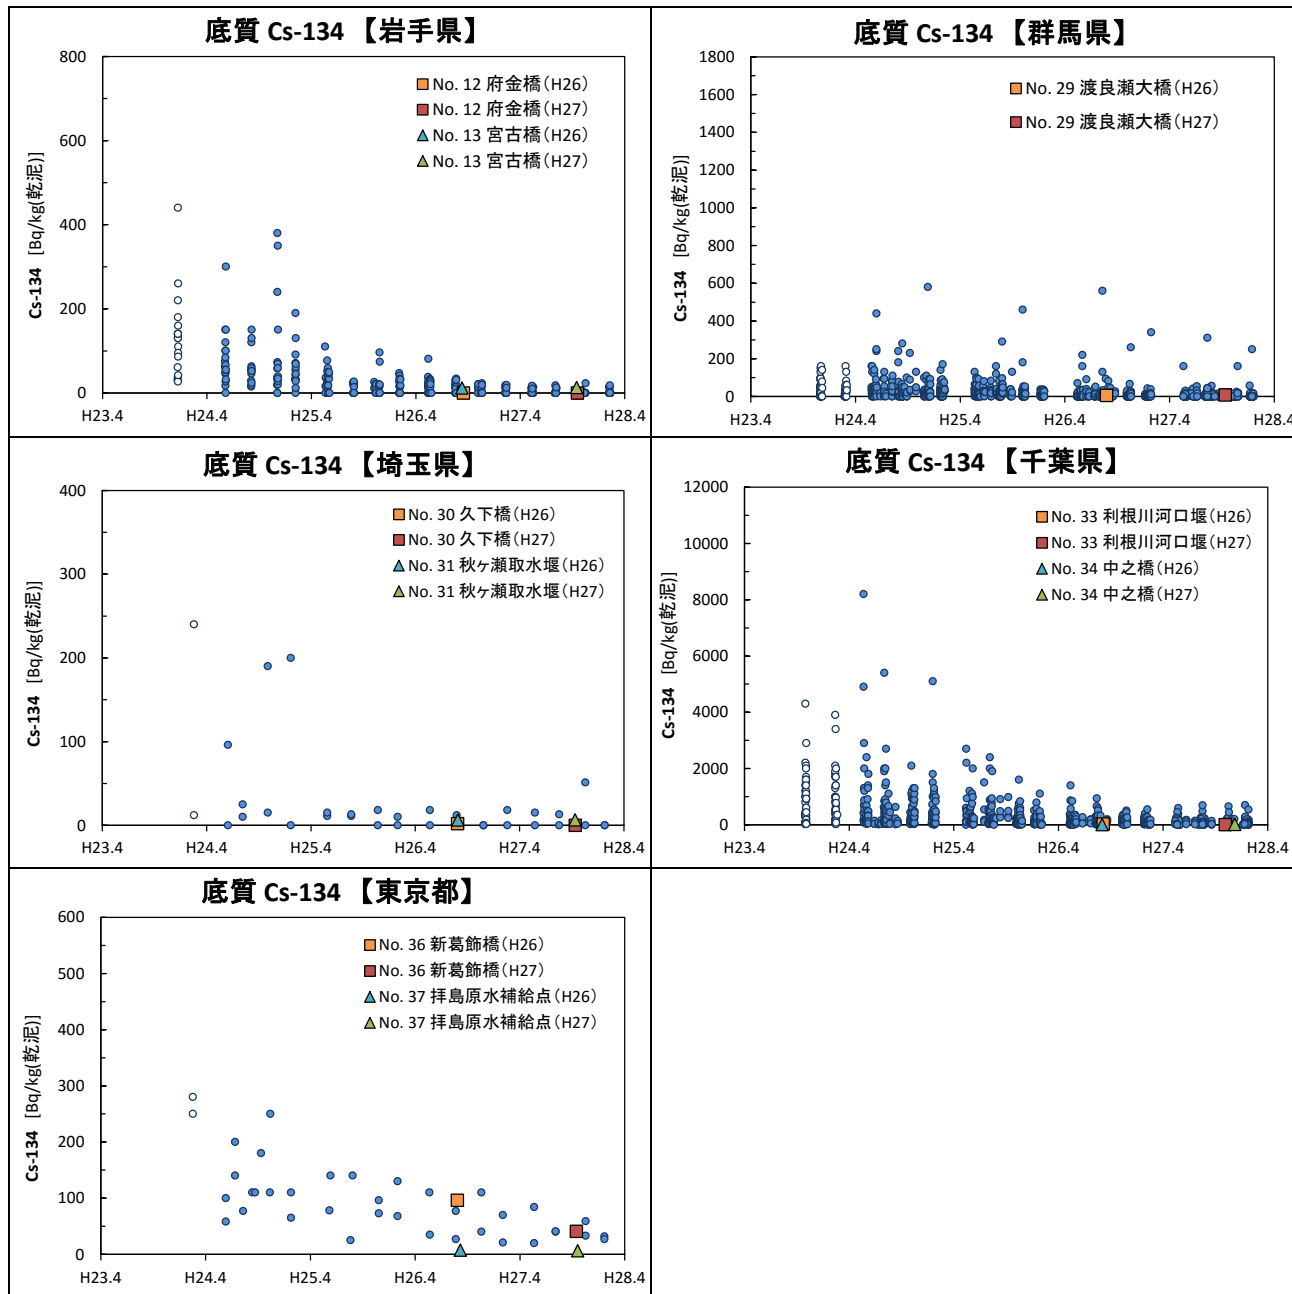 底質 Cs-134 【岩手県】
Cs-134 [Bq/kg(乾泥)]
800
600
400
200
0
H23.4 H24.4 H25.4 H26.4 H27.4 H28.4
No. 12 府金橋(H26)
No. 12 府金橋(H27)
No. 13 宮古橋(H26)
No. 13 宮古橋(H27)
底質 Cs-134 【群馬県】
Cs-134 [Bq/kg(乾泥)]
1800
1600
1400
1200
1000
800
600
400
200
0
H23.4 H24.4 H25.4 H26.4 H27.4 H28.4
No. 29 渡良瀬大橋(H26)
No. 29 渡良瀬大橋(H27)
底質 Cs-134 【埼玉県】
Cs-134 [Bq/kg(乾泥)]
400
300
200
100
0
H23.4 H24.4 H25.4 H26.4 H27.4 H28.4
No. 30 久下橋(H26)
No. 30 久下橋(H27)
No. 31 秋ヶ瀬取水堰(H26)
No. 31 秋ヶ瀬取水堰(H27)
底質 Cs-134 【千葉県】
Cs-134 [Bq/kg(乾泥)]
12000
10000
8000
6000
4000
2000
0
H23.4 H24.4 H25.4 H26.4 H27.4 H28.4
No. 33 利根川河口堰(H26)
No. 33 利根川河口堰(H27)
No. 34 中之橋(H26)
No. 34 中之橋(H27)
底質 Cs-134 【東京都】
Cs-134 [Bq/kg(乾泥)]
600
500
400
300
200
100
0
H23.4 H24.4 H25.4 H26.4 H27.4 H28.4
No. 36 新葛飾橋(H26)
No. 36 新葛飾橋(H27)
No. 37 拝島原水補給点(H26)
No. 37 拝島原水補給点(H27)